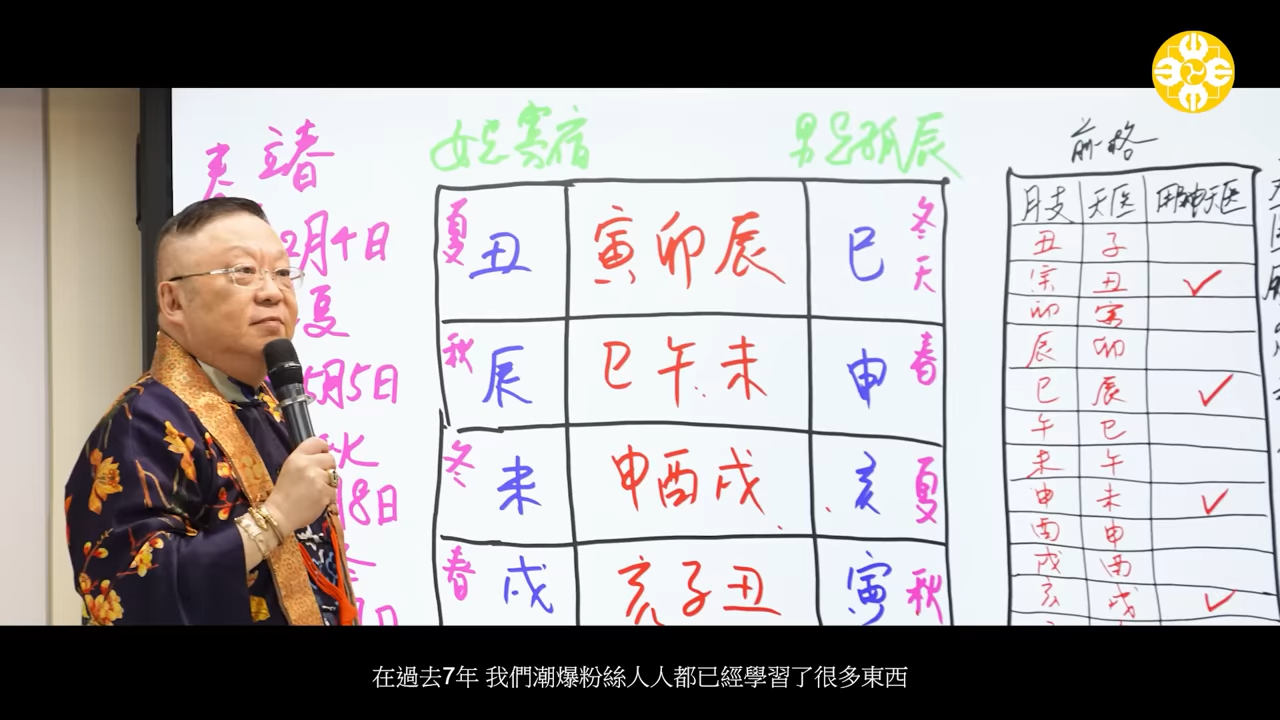 立春
2月4日
夏
5月5日
秋
月8日
女忌寡宿
男忌孤辰
夏 丑 寅卯辰 巳 冬天
秋 辰 巳午未 申 春
冬 未 申酉戌 亥 夏
春 戌 亥子丑 寅 秋
前格
月支 天医 用神天医
丑 子
寅 丑 ✓
卯 寅
辰 卯
巳 辰 ✓
午 巳
未 午
申 未 ✓
酉 申
戌 酉
亥 戌 ✓
在過去7年 我們潮爆粉絲人人都已經學習了很多東西